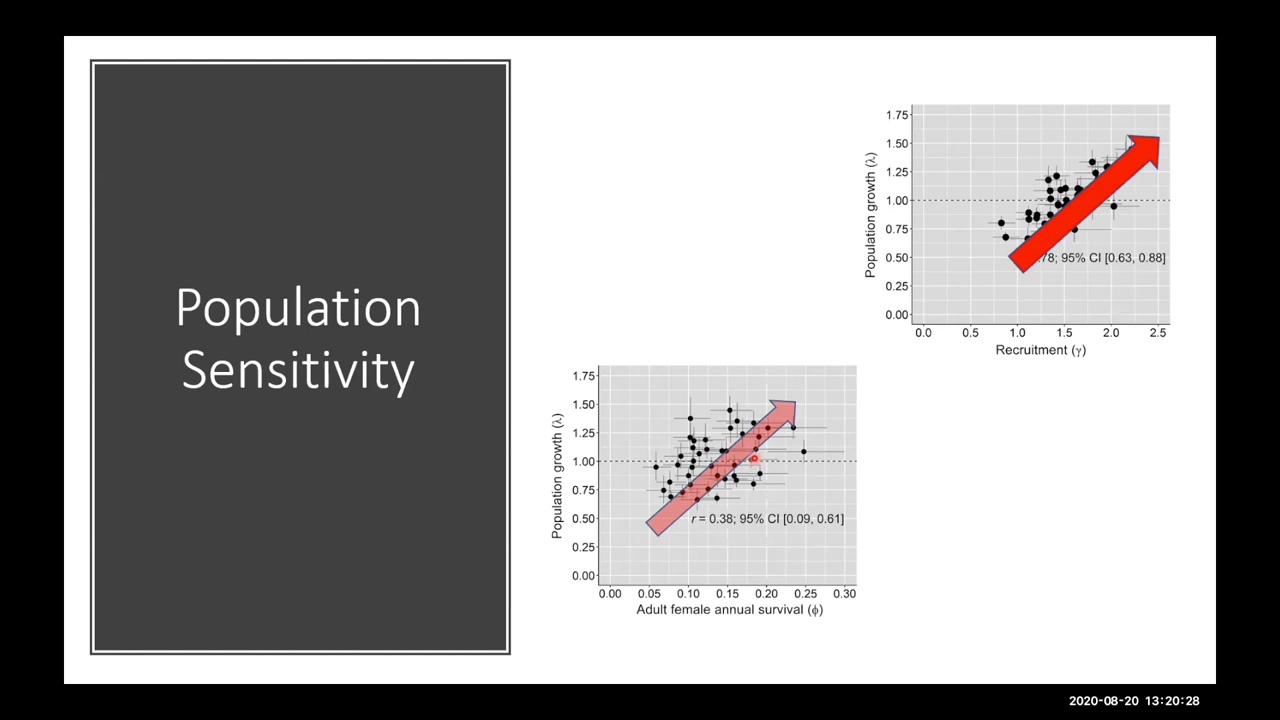 Population
Sensitivity
1.75
1.50
1.25
1.00
0.75
0.50
0.25
0.00
Population growth (λ)
78; 95% CI [0.63, 0.88]
0.0 0.5 1.0 1.5 2.0 2.5
Recruitment (γ)
1.75
1.50
1.25
1.00
0.75
0.50
0.25
0.00
Population growth (λ)
r = 0.38; 95% CI [0.09, 0.61]
0.00 0.05 0.10 0.15 0.20 0.25 0.30
Adult female annual survival (ϕ)
2020-08-20 13:20:28